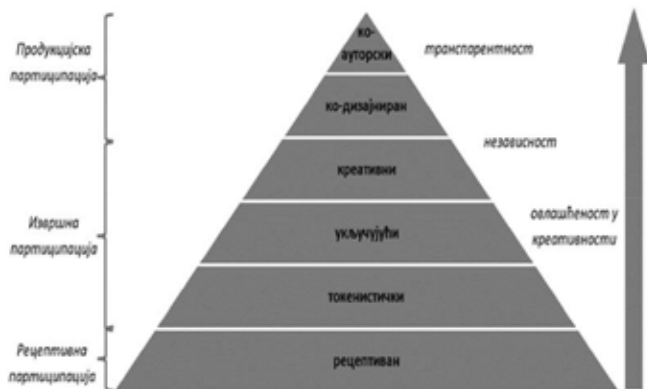 Продукцијска
партиципација
ко-
ауторски
транспарентност
ко-дизајниран
независност
креативни
овлашћеност у
креативности
Извршна
партиципација
укључујући
токенистички
Рецептивна
партиципација
рецептиван